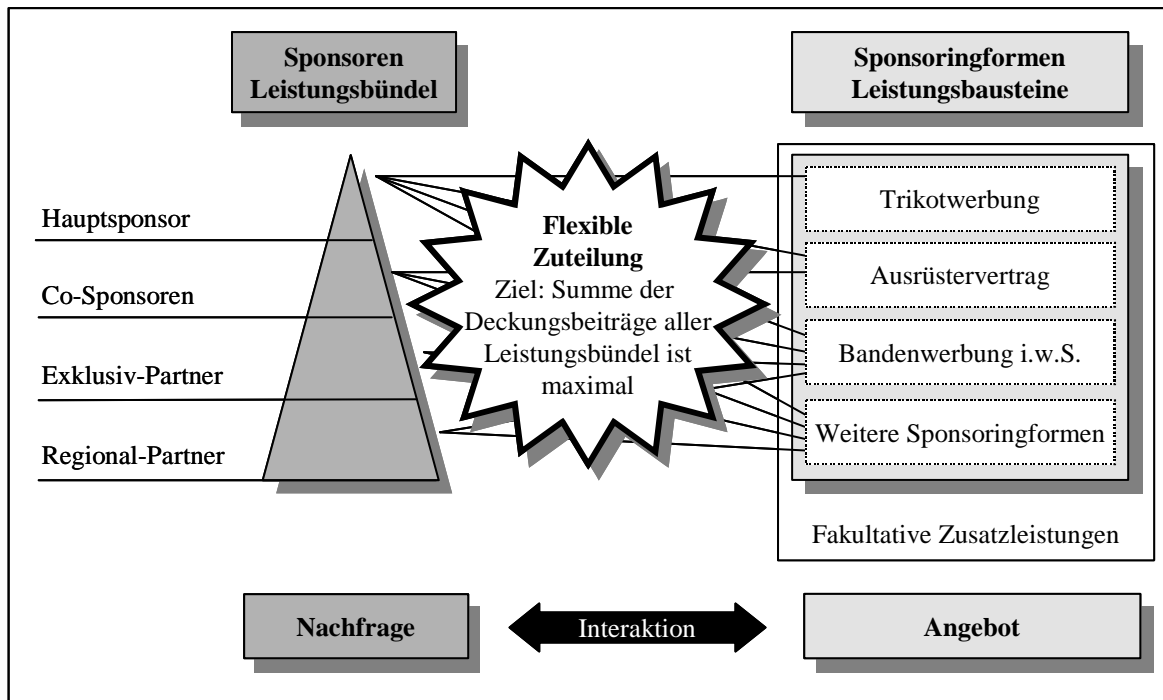 Sponsoren
Leistungsbündel
Sponsoringformen
Leistungsbausteine
Hauptsponsor
Co-Sponsoren
Exklusiv-Partner
Regional-Partner
Flexible
Zuteilung
Ziel: Summe der
Deckungsbeiträge aller
Leistungsbündel ist
maximal
Trikotwerbung
Ausrüstervertrag
Bandenwerbung i.w.S.
Weitere Sponsoringformen
Fakultative Zusatzleistungen
Nachfrage
Interaktion
Angebot